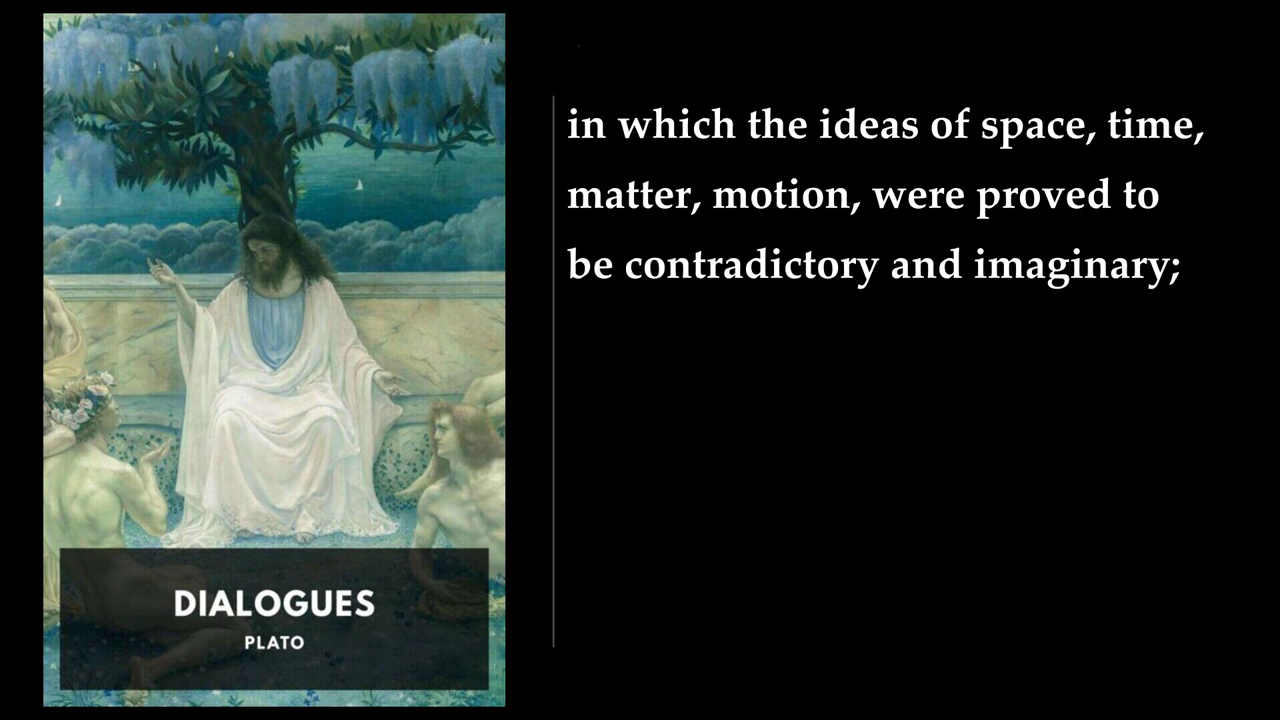 DIALOGUES
PLATO
in which the ideas of space, time,
matter, motion, were proved to
be contradictory and imaginary;